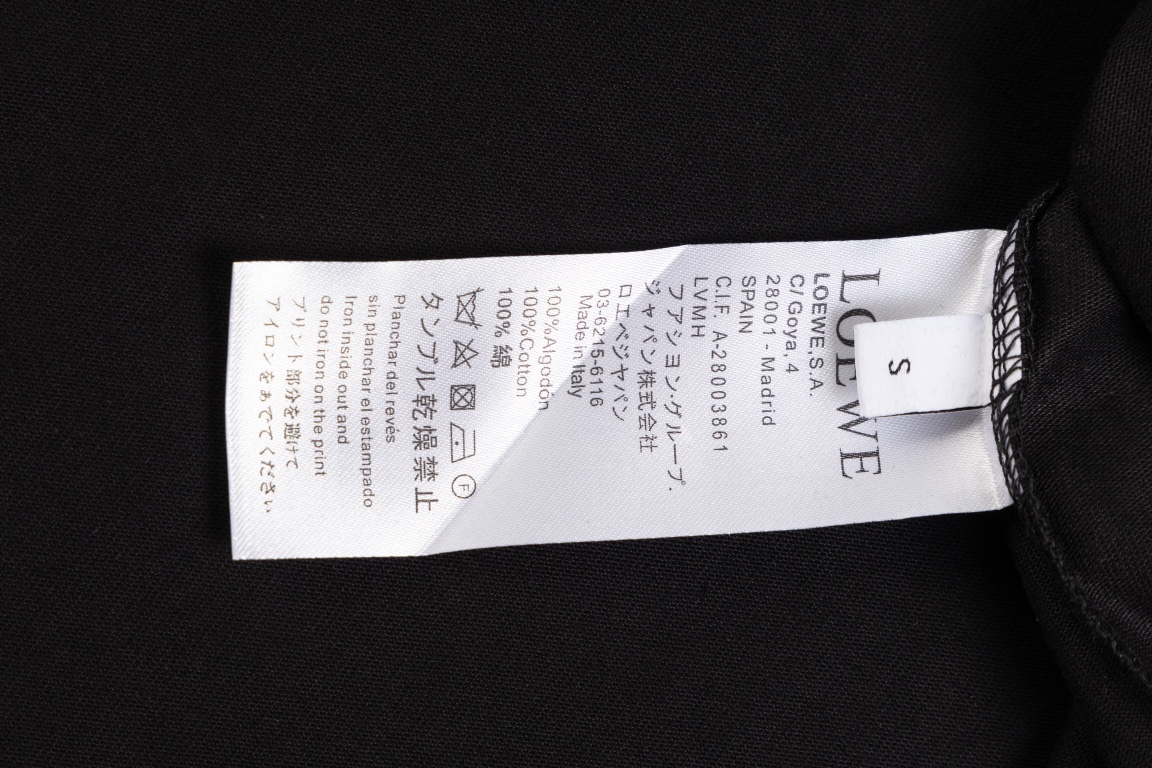 LOEWE
S
LOEWE,S.A.
C/ Goya, 4
28001 - Madrid
SPAIN
C.I.F. A-28003861
LVMH
フアシヨン・グループ.
ジャパン株式会社
ロエベジヤパン
03-6215-6116
Made in Italy
100%Algodón
100%Cotton
100% 綿
F
タンブル乾燥禁止
Planchar del revés
sin planchar el estampado
Iron inside out and
do not iron on the print
プリント部分を避けて
アイロンをあててください